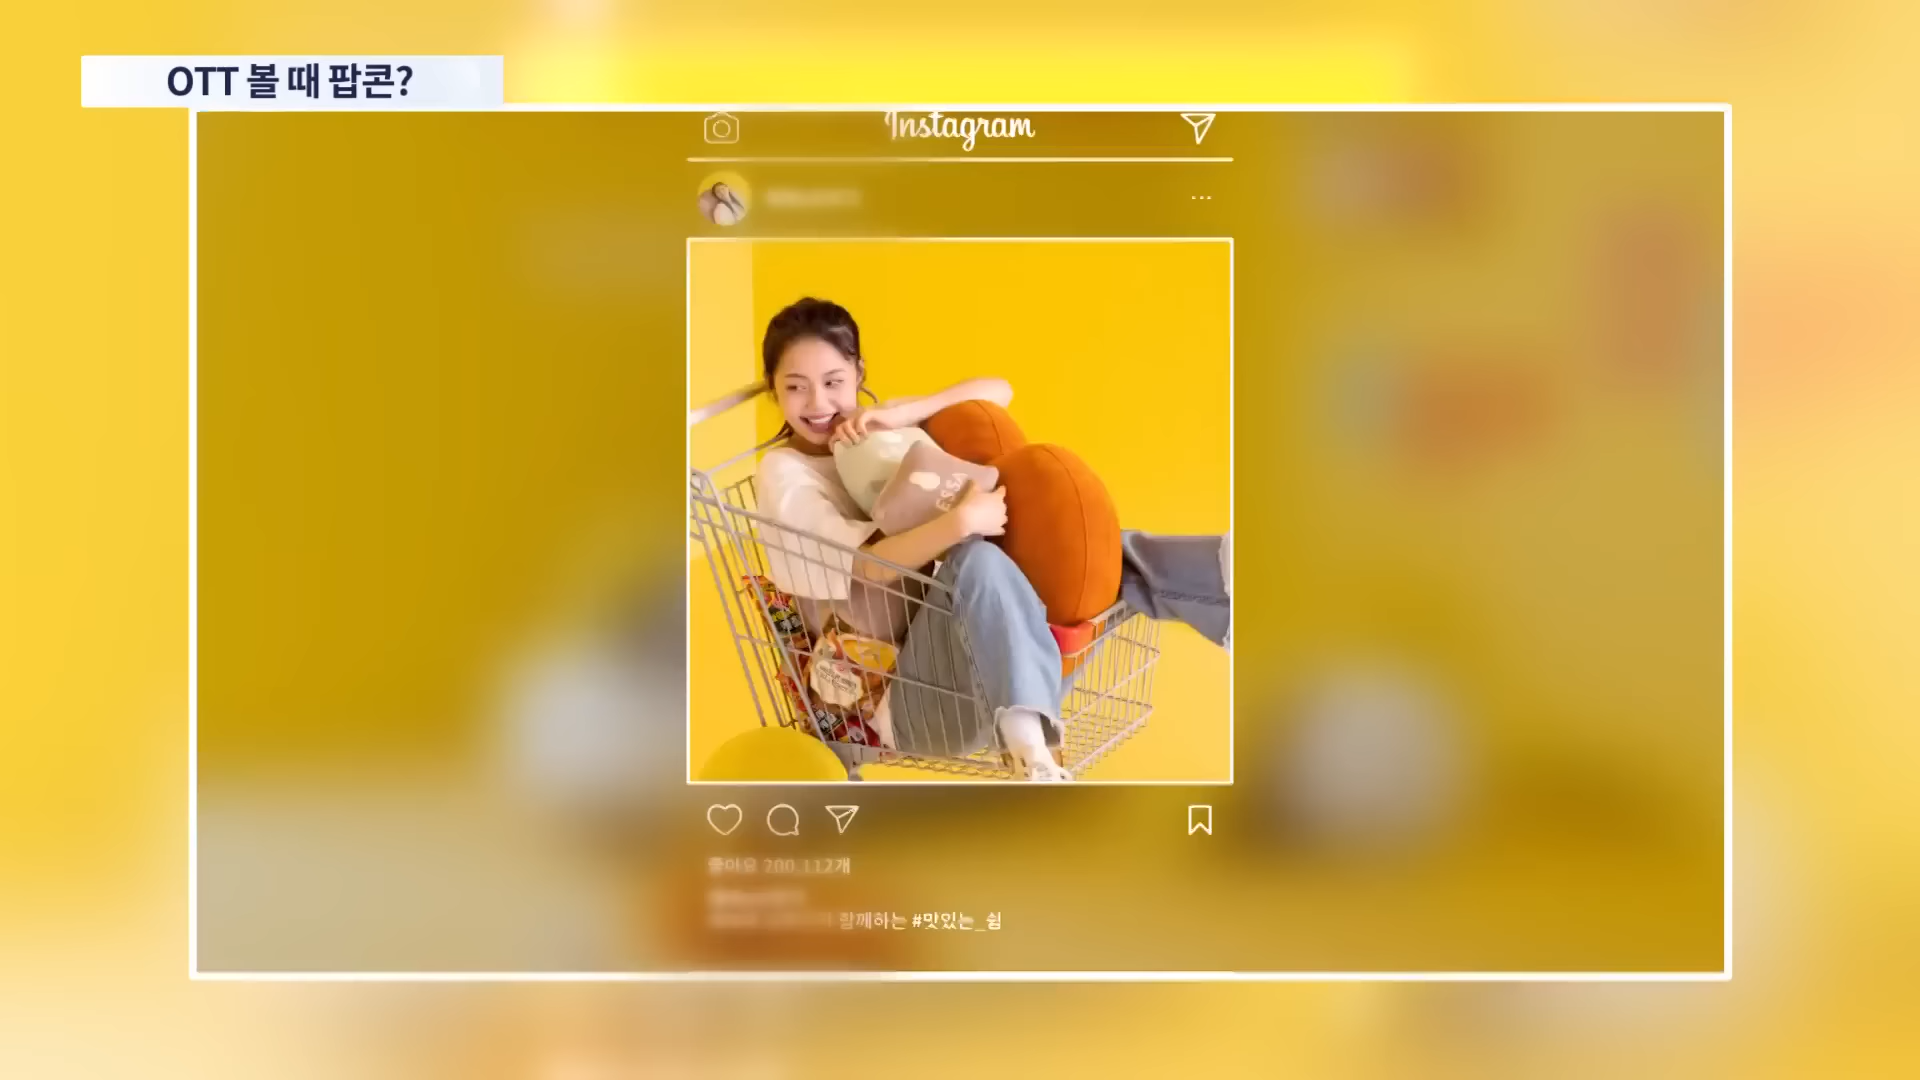 OTT 볼 때 팝콘?
Instagram
ESSA
좋아요 200,112개
함께하는 #맛있는_쉼